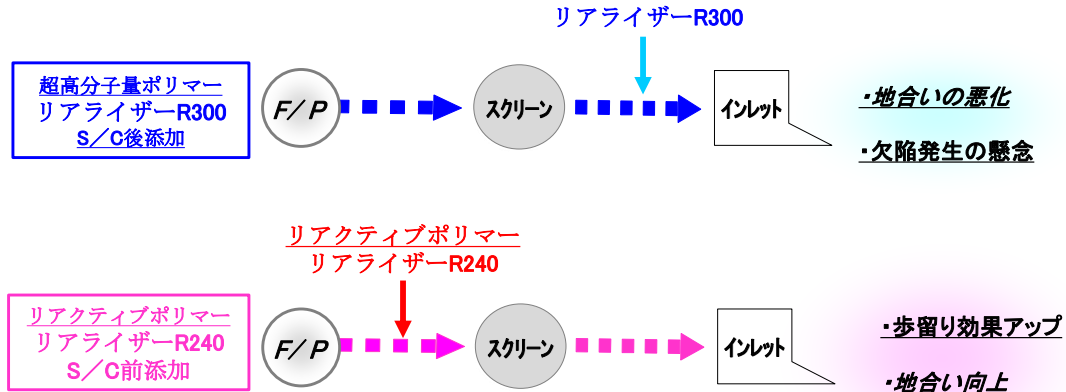 リアライザーR300
超高分子量ポリマー
リアライザーR300
S／C後添加
F/P
スクリーン
インレット
・地合いの悪化
・欠陥発生の懸念
リアクティブポリマー
リアライザーR240
リアクティブポリマー
リアライザーR240
S／C前添加
F/P
スクリーン
インレット
・歩留り効果アップ
・地合い向上